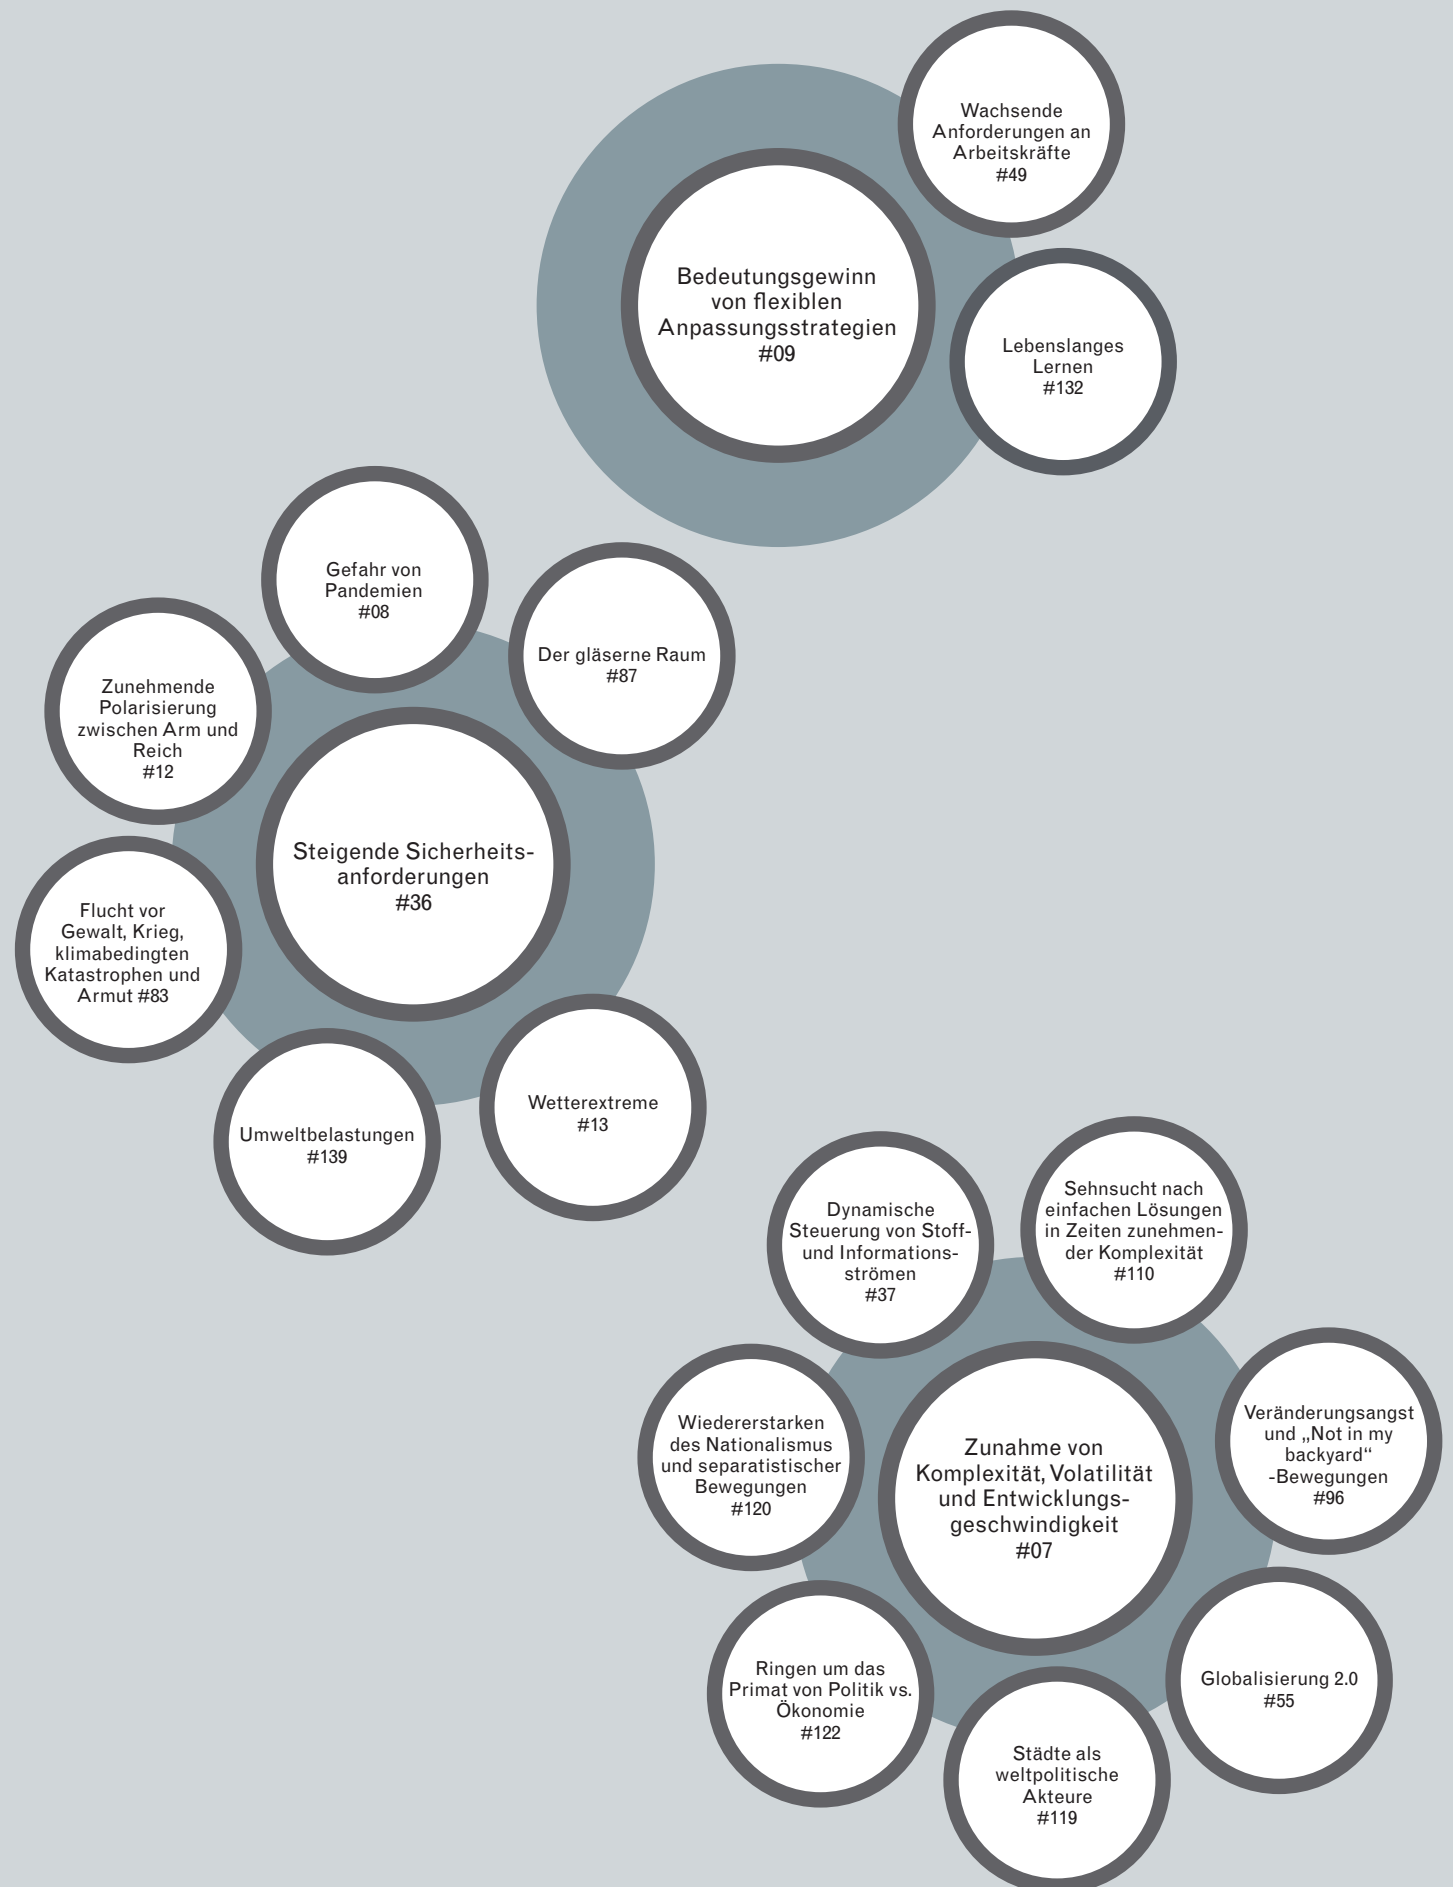 Wachsende
Anforderungen an
Arbeitskräfte
#49
Bedeutungsgewinn
von flexiblen
Anpassungsstrategien
#09
Lebenslanges
Lernen
#132
Gefahr von
Pandemien
#08
Der gläserne Raum
#87
Zunehmende
Polarisierung
zwischen Arm und
Reich
#12
Steigende Sicherheits-
anforderungen
#36
Flucht vor
Gewalt, Krieg,
klimabedingten
Katastrophen und
Armut #83
Wetterextreme
#13
Umweltbelastungen
#139
Dynamische
Steuerung von Stoff-
und Informations-
strömen
#37
Sehnsucht nach
einfachen Lösungen
in Zeiten zunehmen-
der Komplexität
#110
Wiedererstarken
des Nationalismus
und separatistischer
Bewegungen
#120
Zunahme von
Komplexität, Volatilität
und Entwicklungs-
geschwindigkeit
#07
Veränderungsangst
und „Not in my
backyard“
-Bewegungen
#96
Ringen um das
Primat von Politik vs.
Ökonomie
#122
Globalisierung 2.0
#55
Städte als
weltpolitische
Akteure
#119